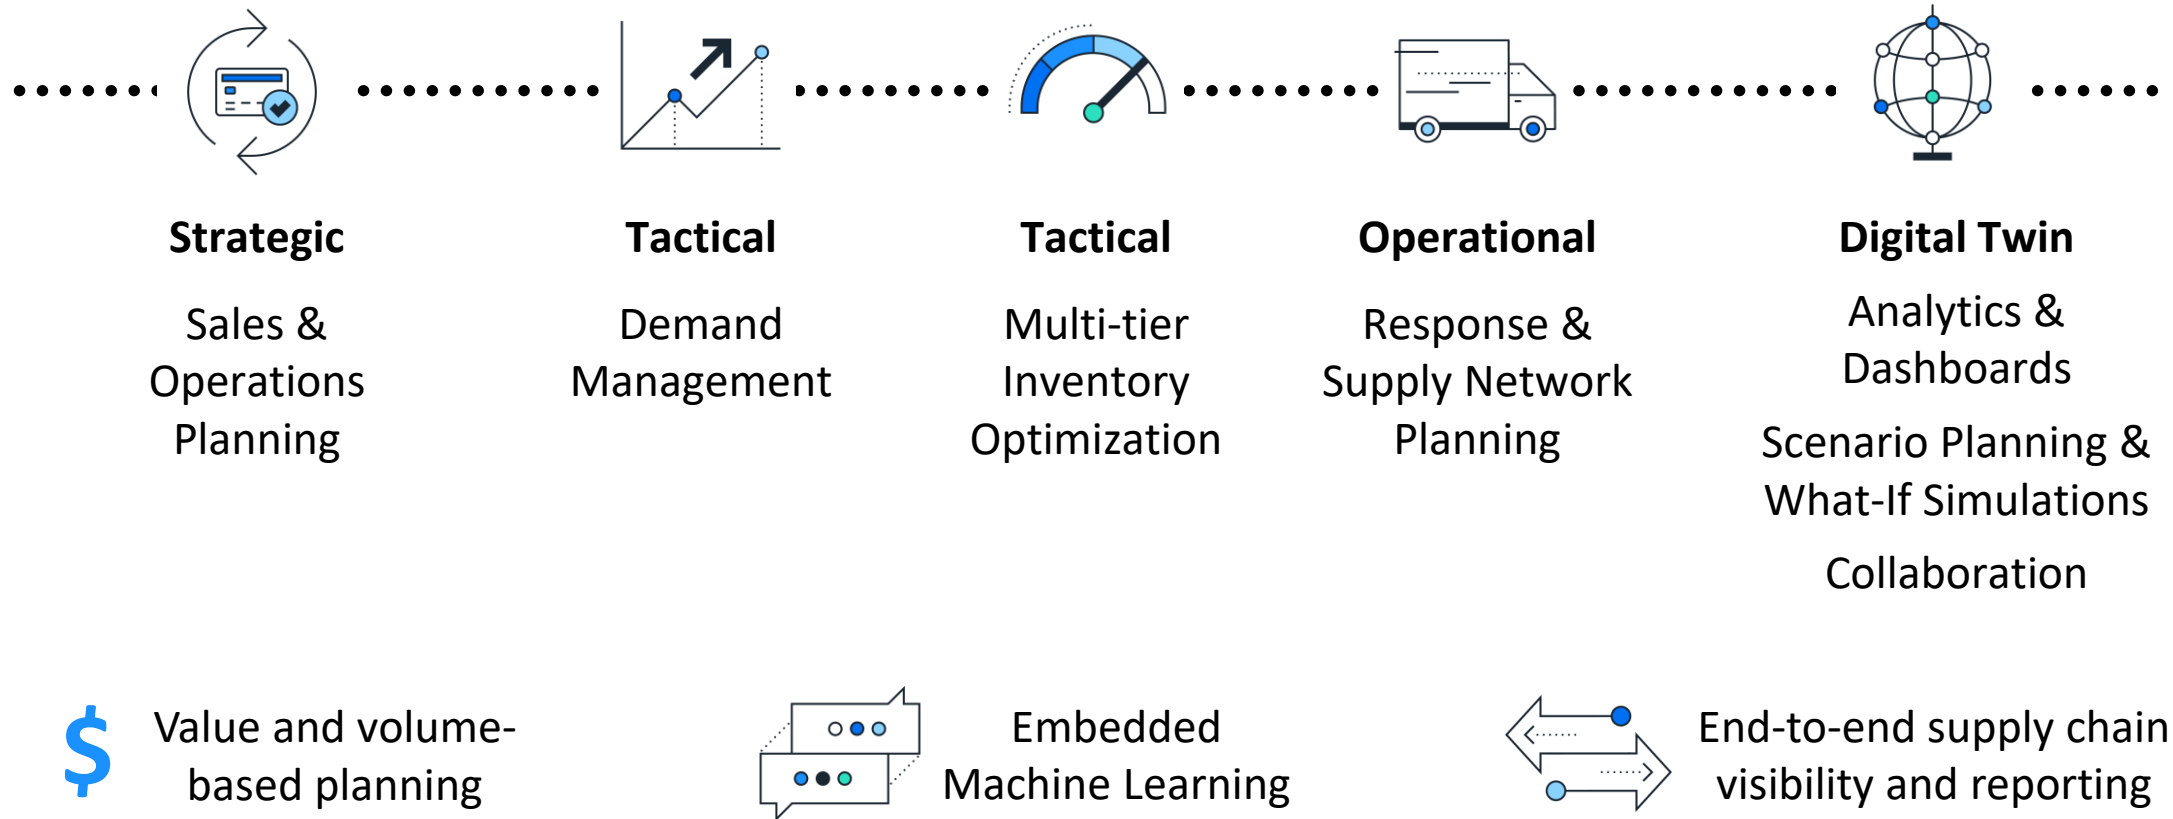 Strategic
Sales &
Operations
Planning
Tactical
Demand
Management
Tactical
Multi-tier
Inventory
Optimization
Operational
Response &
Supply Network
Planning
Digital Twin
Analytics &
Dashboards
Scenario Planning &
What-If Simulations
Collaboration
$
Value and volume-
based planning
Embedded
Machine Learning
End-to-end supply chain
visibility and reporting